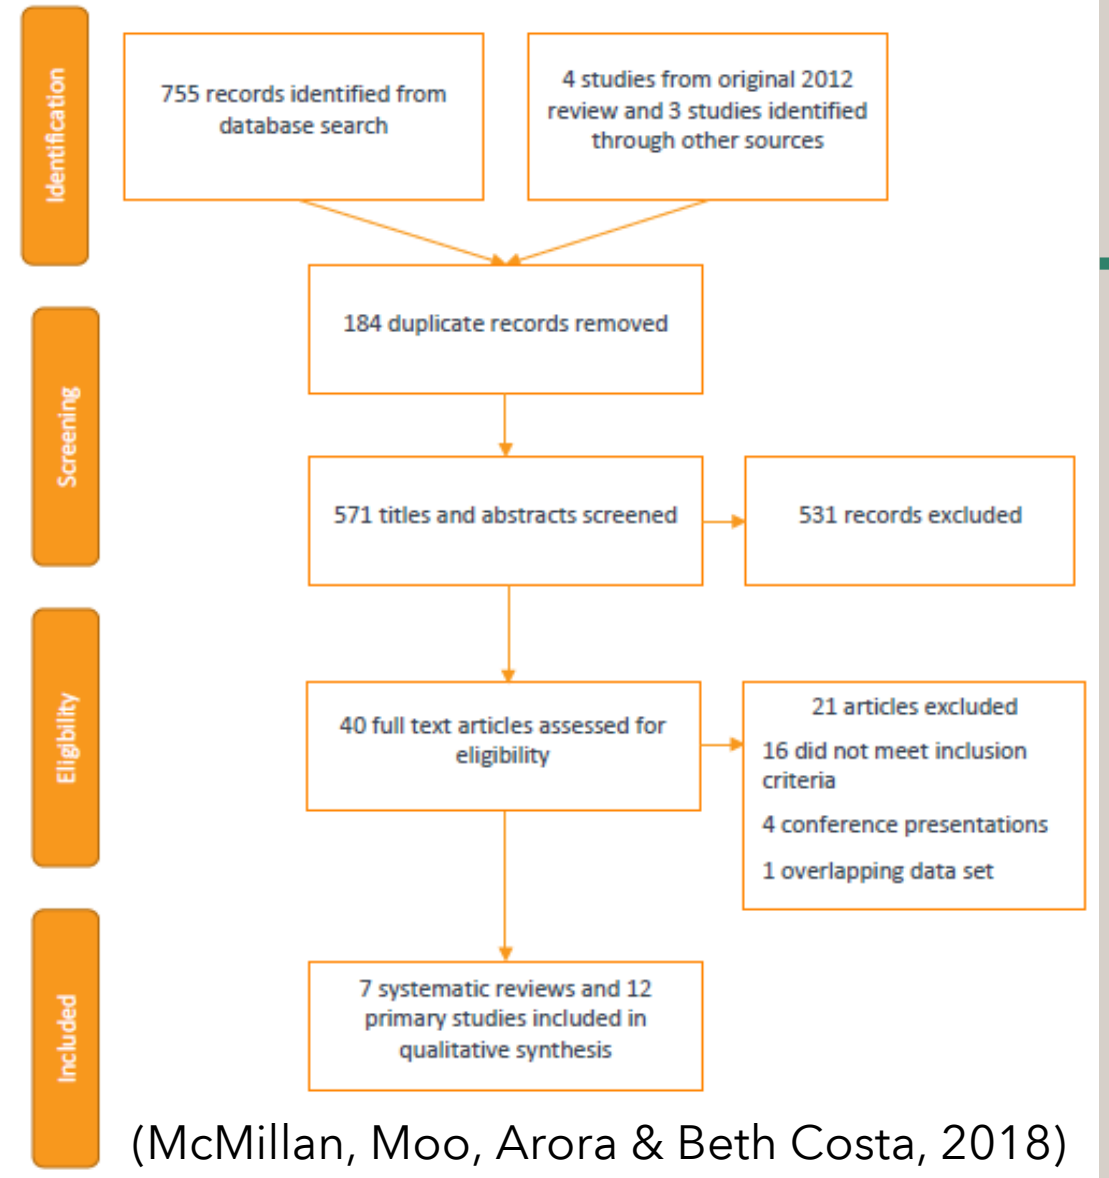 Identification
755 records identified from
database search
4 studies from original 2012
review and 3 studies identified
through other sources
184 duplicate records removed
Screening
571 titles and abstracts screened
531 records excluded
Eligibility
40 full text articles assessed for
eligibility
21 articles excluded
16 did not meet inclusion
criteria
4 conference presentations
1 overlapping data set
Included
7 systematic reviews and 12
primary studies included in
qualitative synthesis
(McMillan, Moo, Arora & Beth Costa, 2018)